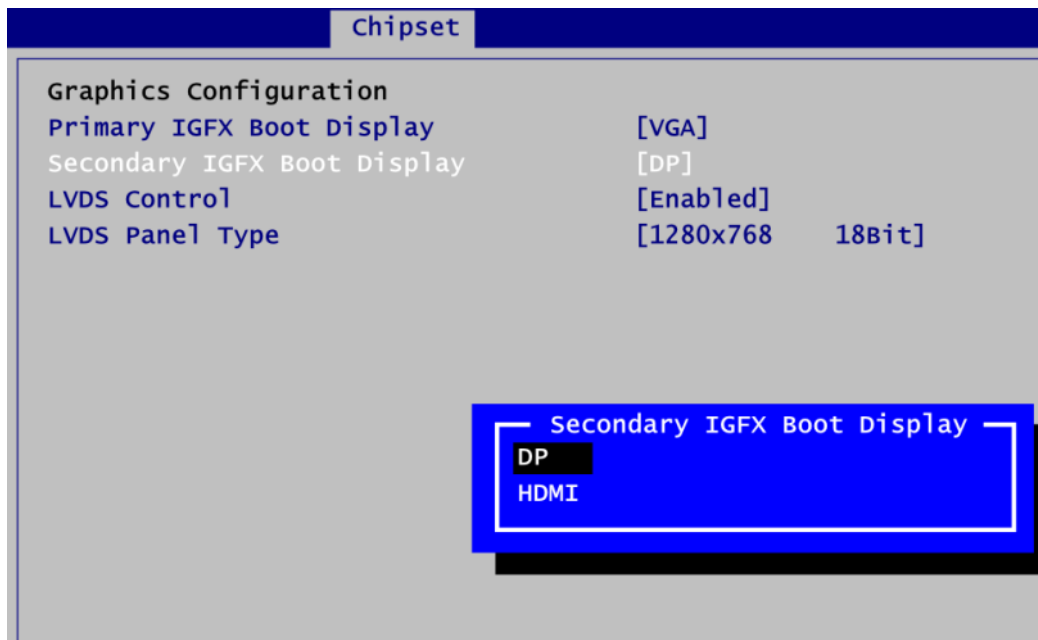 Chipset
Graphics Configuration
Primary IGFX Boot Display [VGA]
Secondary IGFX Boot Display [DP]
LVDS Control [Enabled]
LVDS Panel Type [1280x768 18Bit]
Secondary IGFX Boot Display
DP
HDMI